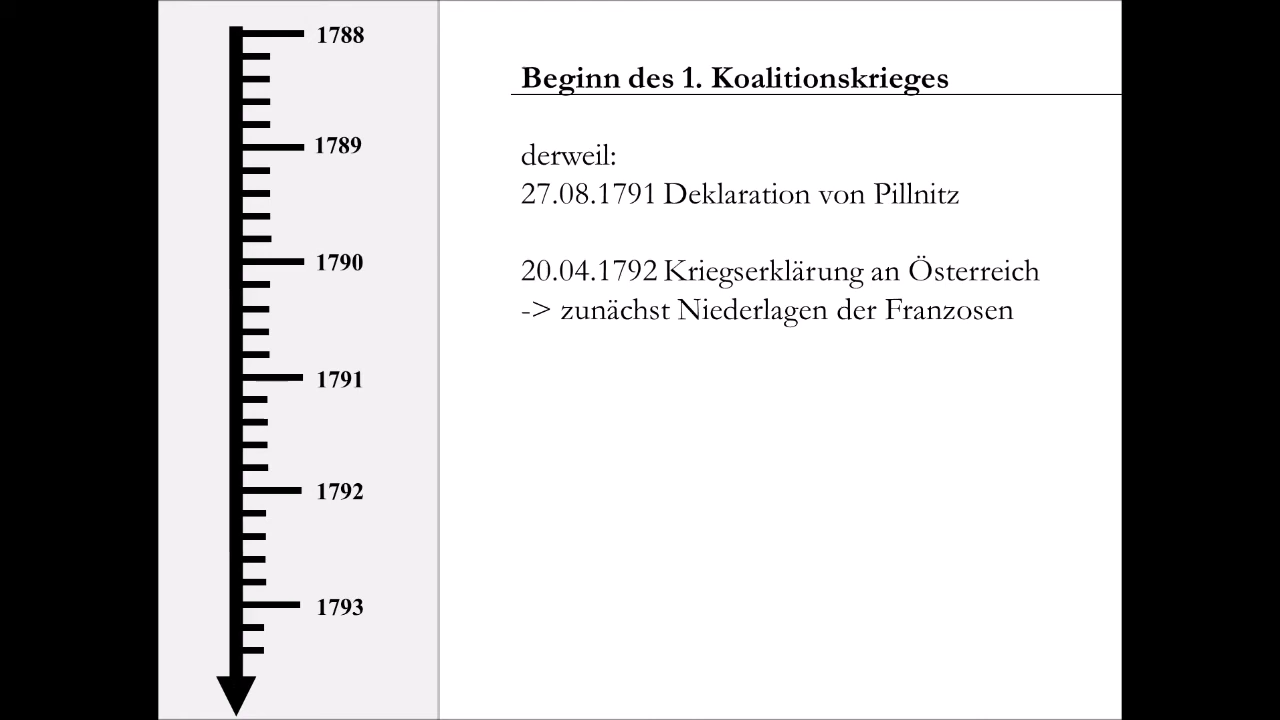 1788
1789
1790
1791
1792
1793
Beginn des 1. Koalitionskrieges
derweil:
27.08.1791 Deklaration von Pillnitz
20.04.1792 Kriegserklärung an Österreich
-> zunächst Niederlagen der Franzosen